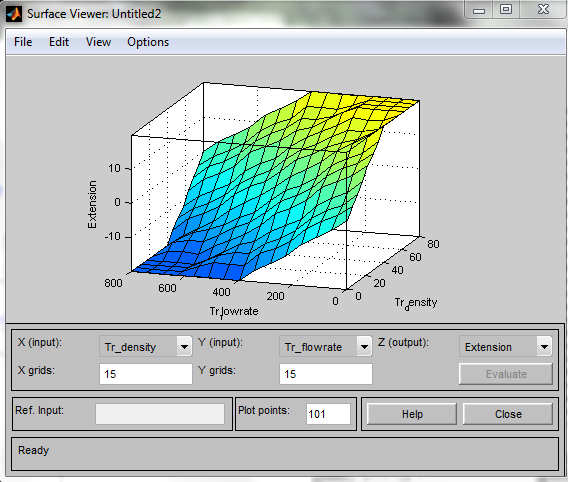 Surface Viewer: Untitled2
File Edit View Options
10
0
-10
Extension
800
600
400
200
0
Tr_flowrate
0
20
40
60
80
Tr_density
X (input): Tr_density Y (input): Tr_flowrate Z (output): Extension
X grids: 15 Y grids: 15 Evaluate
Ref. Input: Plot points: 101 Help Close
Ready